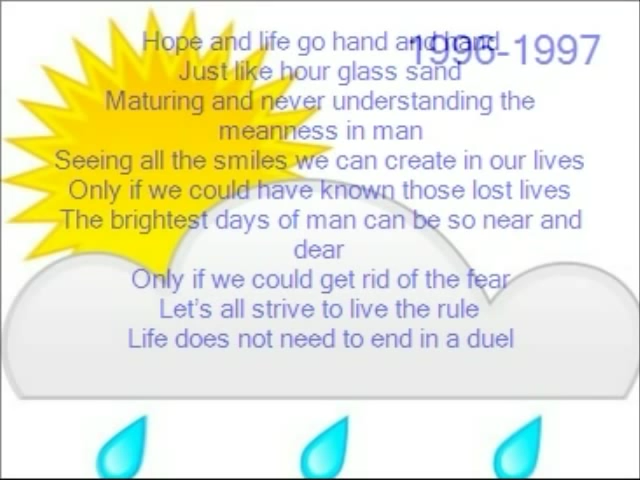 Hope and life go hand and hand
1996-1997
Just like hour glass sand
Maturing and never understanding the
meanness in man
Seeing all the smiles we can create in our lives
Only if we could have known those lost lives
The brightest days of man can be so near and
dear
Only if we could get rid of the fear
Let's all strive to live the rule
Life does not need to end in a duel